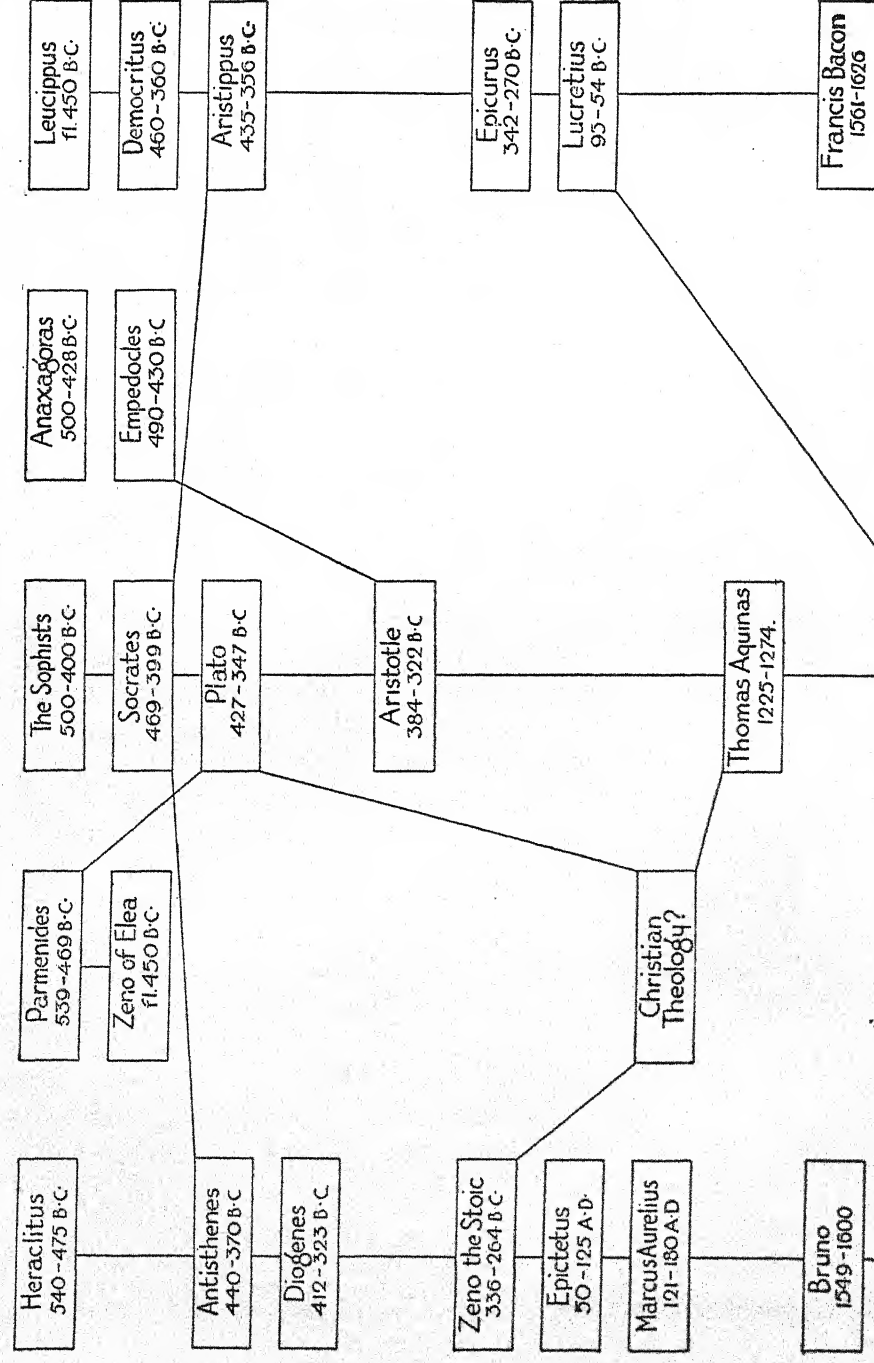 Heraclitus
540-475 B·C·
Parmenides
539-469 B·C·
The Sophists
500-400 B·C·
Anaxagoras
500-428 B·C·
Leucippus
fl.450 B·C·
Zeno of Elea
fl.450 B·C·
Socrates
469-399 B·C·
Empedocles
490-430 B·C
Democritus
460-360 B·C·
Antisthenes
440-370 B·C
Plato
427-347 B·C
Aristippus
435-356 B·C·
Diogenes
412-323 B·C.
Aristotle
384-322 B·C
Zeno the Stoic
336-264 B·C·
Epicurus
342-270 B·C·
Epictetus
50-125 A·D·
Lucretius
95-54 B·C·
Marcus Aurelius
121-180 A·D
Christian
Theology?
Thomas Aquinas
1225-1274.
Bruno
1549-1600
Francis Bacon
1561-1626